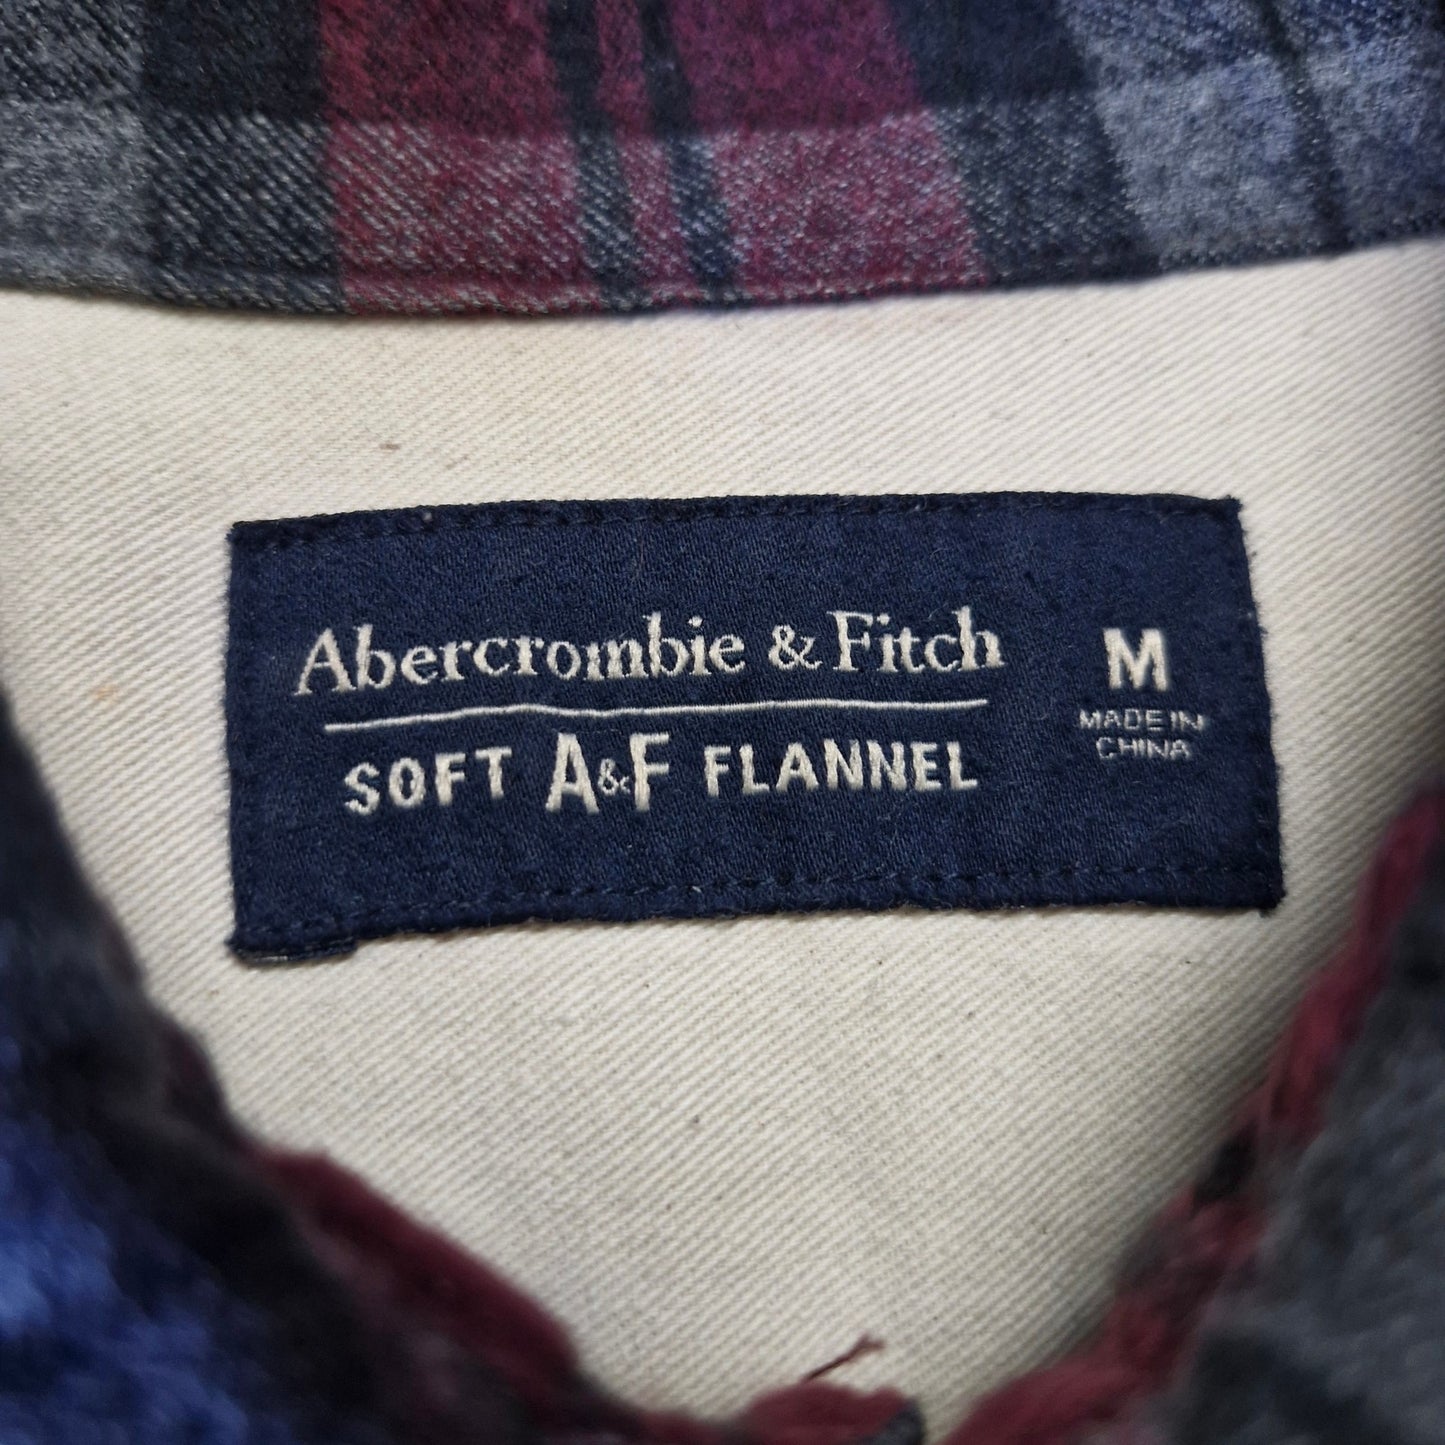 Abercrombie & Fitch
SOFT A&F FLANNEL
M
MADE IN
CHINA